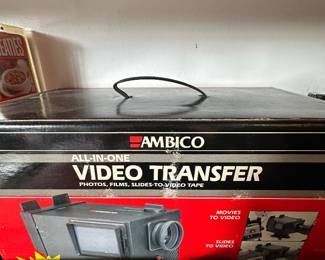 AMBICO
ALL-IN-ONE
VIDEO TRANSFER
PHOTOS, FILMS, SLIDES-TO-VIDEO TAPE
MOVIES
TO VIDEO
SLIDES
TO VIDEO